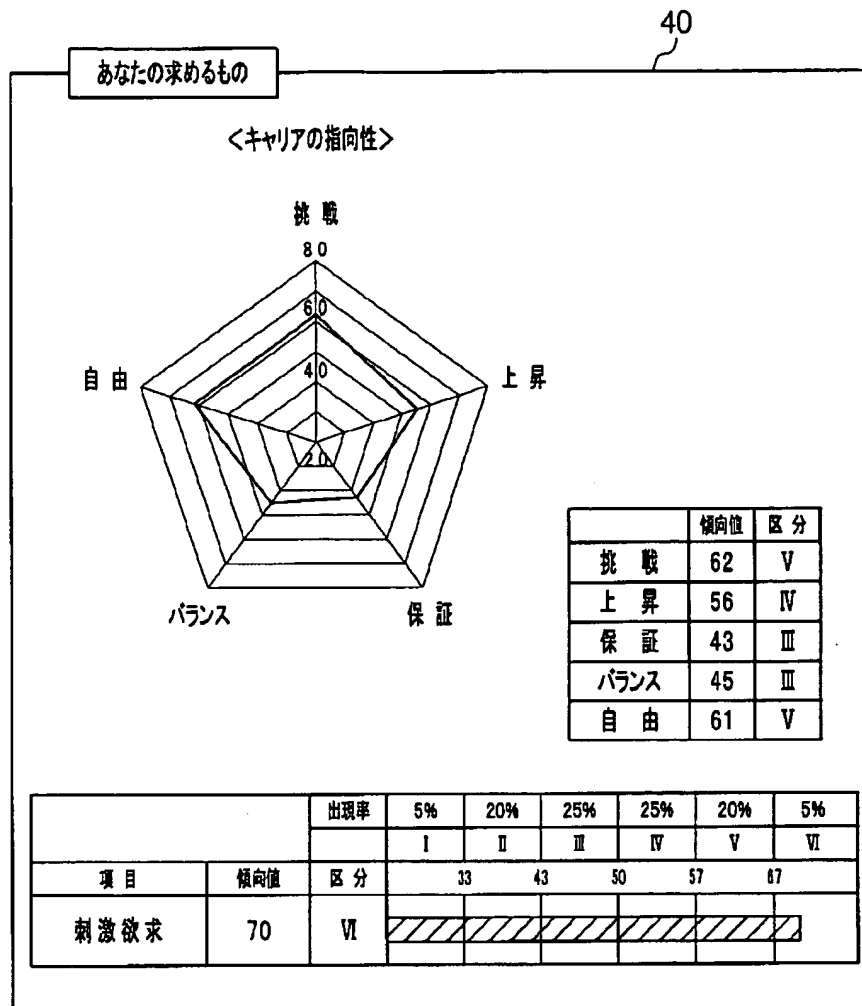 40
あなたの求めるもの
<キャリアの指向性>
挑 戦
80
60
自 由
40
上 昇
20
バランス
保 証
傾向値 区 分
挑 戦 62 Ⅴ
上 昇 56 Ⅳ
保 証 43 Ⅲ
バランス 45 Ⅲ
自 由 61 Ⅴ
出現率 5% 20% 25% 25% 20% 5%
Ⅰ Ⅱ Ⅲ Ⅳ Ⅴ Ⅵ
項 目 傾向値 区 分 33 43 50 57 67
刺激欲求 70 Ⅵ